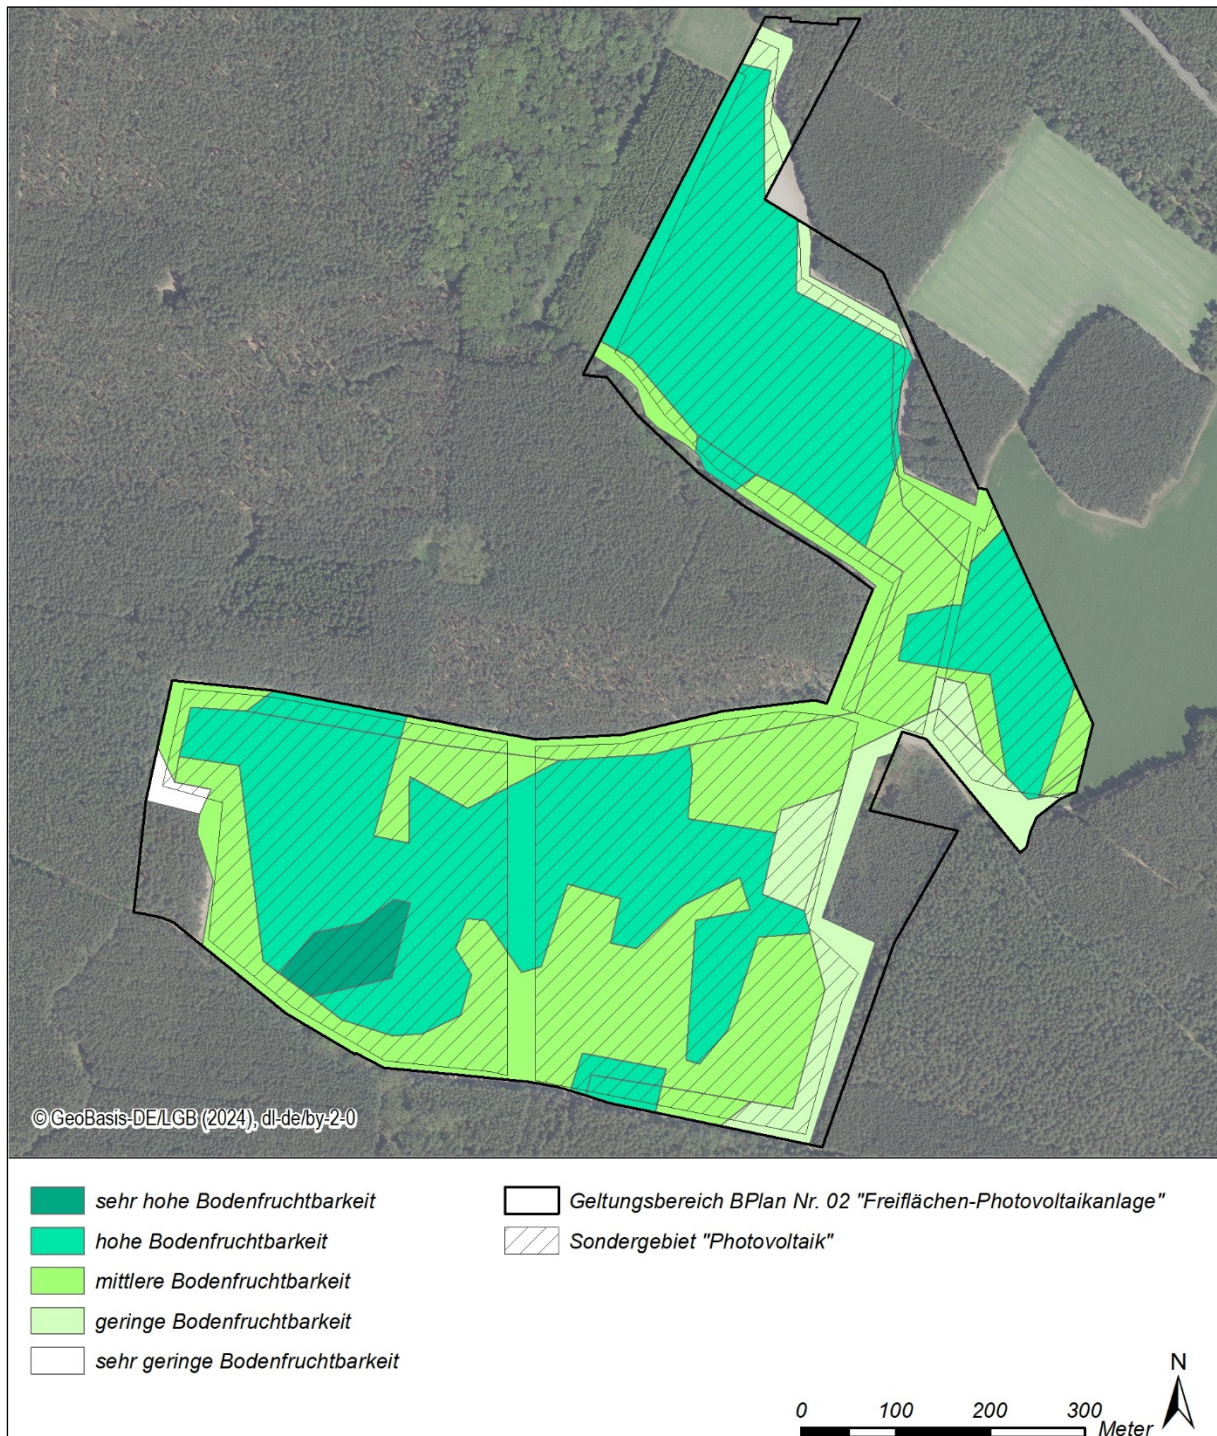 © GeoBasis-DE/LGB (2024), dl-de/by-2-0
sehr hohe Bodenfruchtbarkeit
hohe Bodenfruchtbarkeit
mittlere Bodenfruchtbarkeit
geringe Bodenfruchtbarkeit
sehr geringe Bodenfruchtbarkeit
Geltungsbereich BPlan Nr. 02 "Freiflächen-Photovoltaikanlage"
Sondergebiet "Photovoltaik"
N
0 100 200 300 Meter